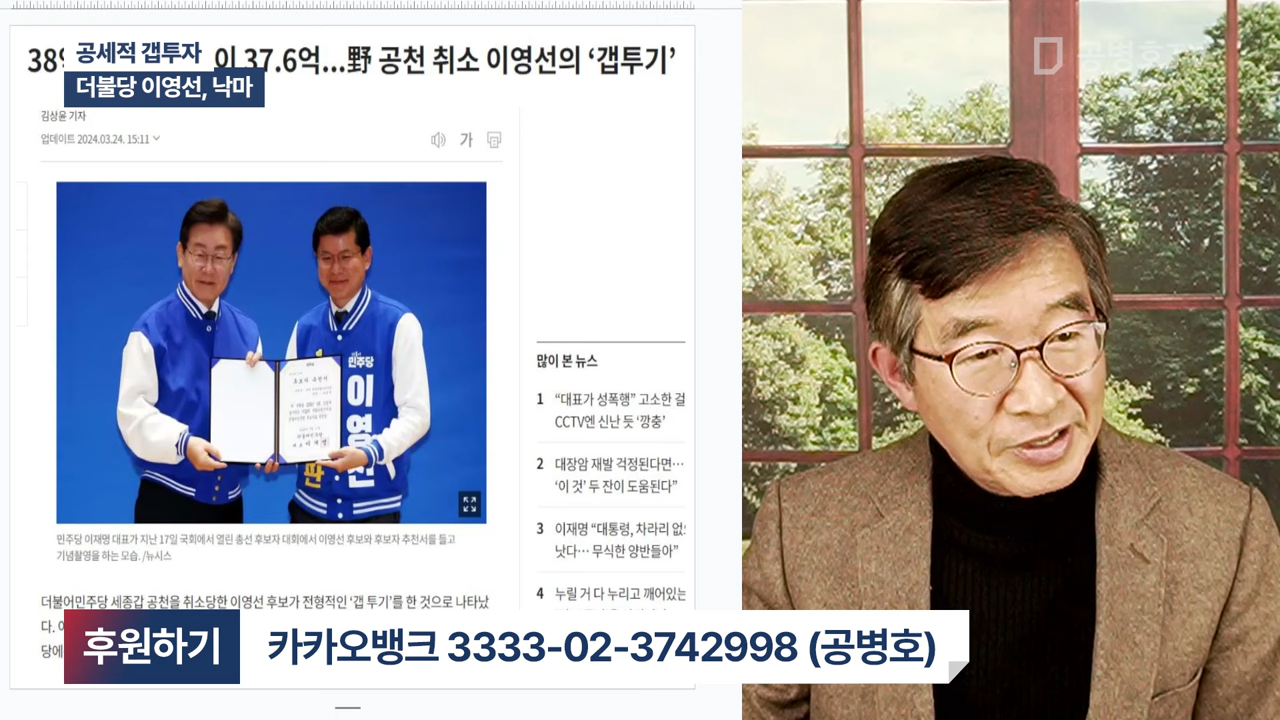 38
공세적 갭투자
이 37.6억...野 공천 취소 이영선의 ‘갭투기’
더불당 이영선, 낙마
김상윤 기자
업데이트 2024.03.24. 15:11
가
민주당
이영선
판
민주당 이재명 대표가 지난 17일 국회에서 열린 총선 후보자 대회에서 이영선 후보와 후보자 추천서를 들고
기념촬영을 하는 모습. /뉴시스
더불어민주당 세종갑 공천을 취소당한 이영선 후보가 전형적인 ‘갭 투기’를 한 것으로 나타났
다.
당에
많이 본 뉴스
1 “대표가 성폭행” 고소한 걸
CCTV엔 신난 듯 ‘깡충’
2 대장암 재발 걱정된다면…
‘이 것’ 두 잔이 도움된다”
3 이재명 “대통령, 차라리 없
낫다… 무식한 양반들아”
4 누릴 거 다 누리고 깨어있는
공병호
후원하기
카카오뱅크 3333-02-3742998 (공병호)